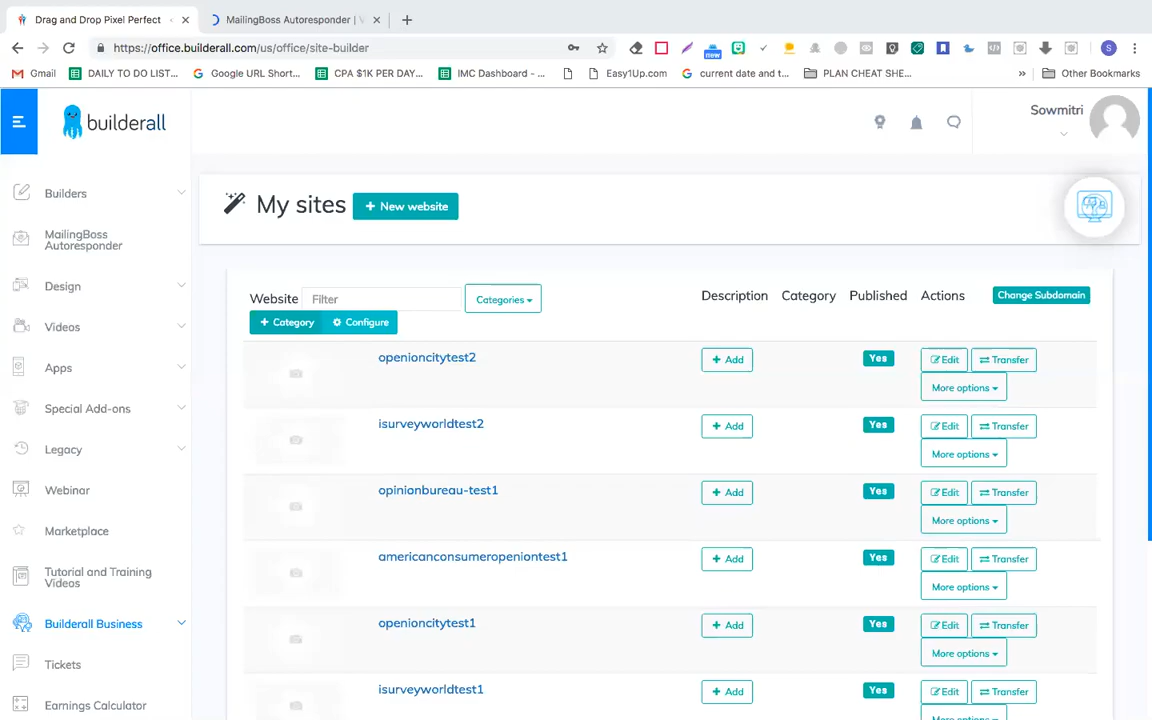 Drag and Drop Pixel Perfect
MailingBoss Autoresponder |
https://office.builderall.com/us/office/site-builder
new
S
Gmail
DAILY TO DO LIST...
Google URL Short...
CPA $1K PER DAY...
IMC Dashboard - ...
Easy1Up.com
current date and t...
PLAN CHEAT SHE...
»
Other Bookmarks
builderall
Sowmitri
Builders
MailingBoss
Autoresponder
Design
Videos
Apps
Special Add-ons
Legacy
Webinar
Marketplace
Tutorial and Training
Videos
Builderall Business
Tickets
Earnings Calculator
My sites
+ New website
Website
Filter
Categories
Description
Category
Published
Actions
Change Subdomain
+ Category
Configure
openioncitytest2
+ Add
Yes
Edit
Transfer
More options
isurveyworldtest2
+ Add
Yes
Edit
Transfer
More options
opinionbureau-test1
+ Add
Yes
Edit
Transfer
More options
americanconsumeropeniontest1
+ Add
Yes
Edit
Transfer
More options
openioncitytest1
+ Add
Yes
Edit
Transfer
More options
isurveyworldtest1
+ Add
Yes
Edit
Transfer
More options